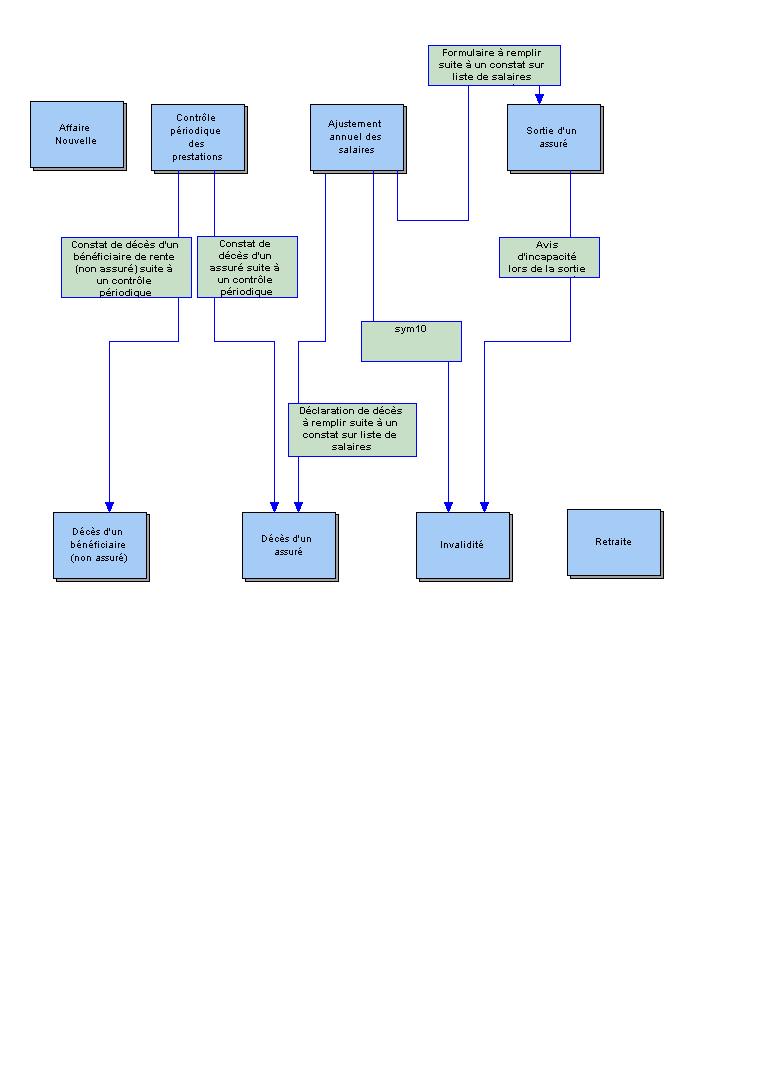 Formulaire à remplir
suite à un constat sur
liste de salaires
Affaire
Nouvelle
Contrôle
périodique
des
prestations
Ajustement
annuel des
salaires
Sortie d'un
assuré
Constat de décès d'un
bénéficiaire de rente
(non assuré) suite à
un contrôle
périodique
Constat de
décès d'un
assuré suite à
un contrôle
périodique
Avis
d'incapacité
lors de la sortie
sym10
Déclaration de décès
à remplir suite à un
constat sur liste de
salaires
Décès d'un
bénéficiaire
(non assuré)
Décès d'un
assuré
Invalidité
Retraite